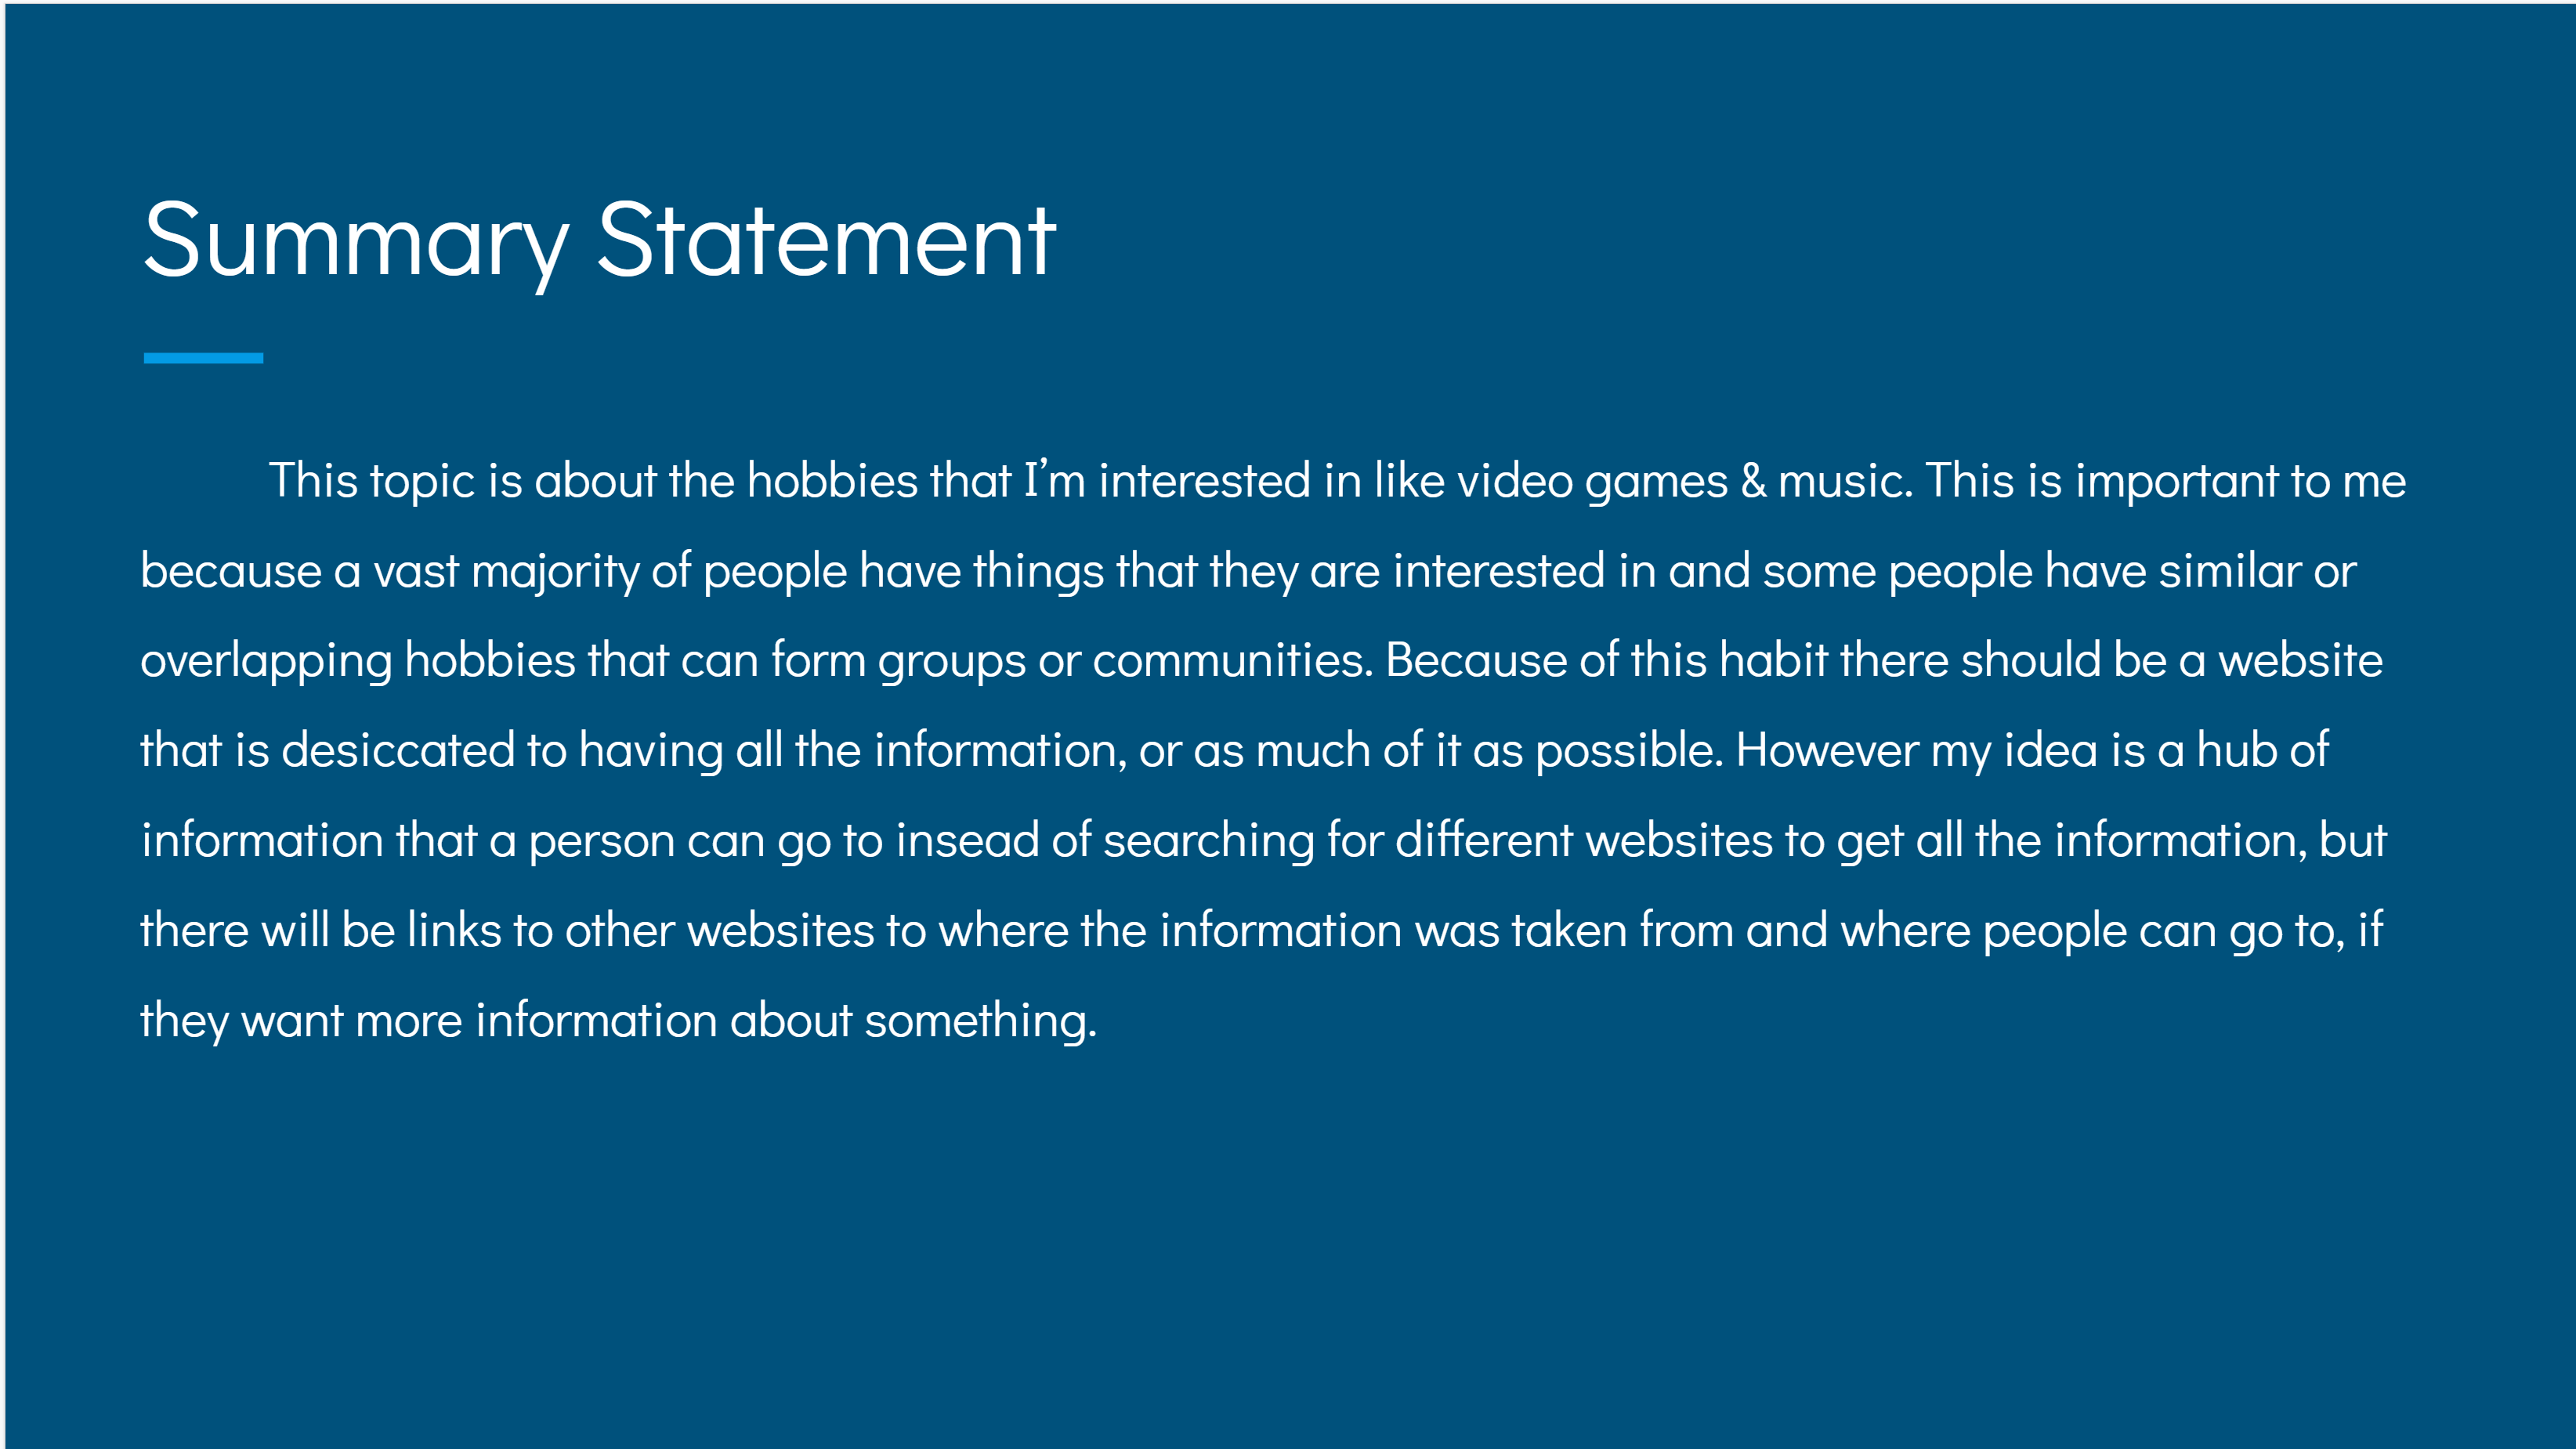 Summary Statement
This topic is about the hobbies that I’m interested in like video games & music. This is important to me
because a vast majority of people have things that they are interested in and some people have similar or
overlapping hobbies that can form groups or communities. Because of this habit there should be a website
that is desiccated to having all the information, or as much of it as possible. However my idea is a hub of
information that a person can go to insead of searching for different websites to get all the information, but
there will be links to other websites to where the information was taken from and where people can go to, if
they want more information about something.